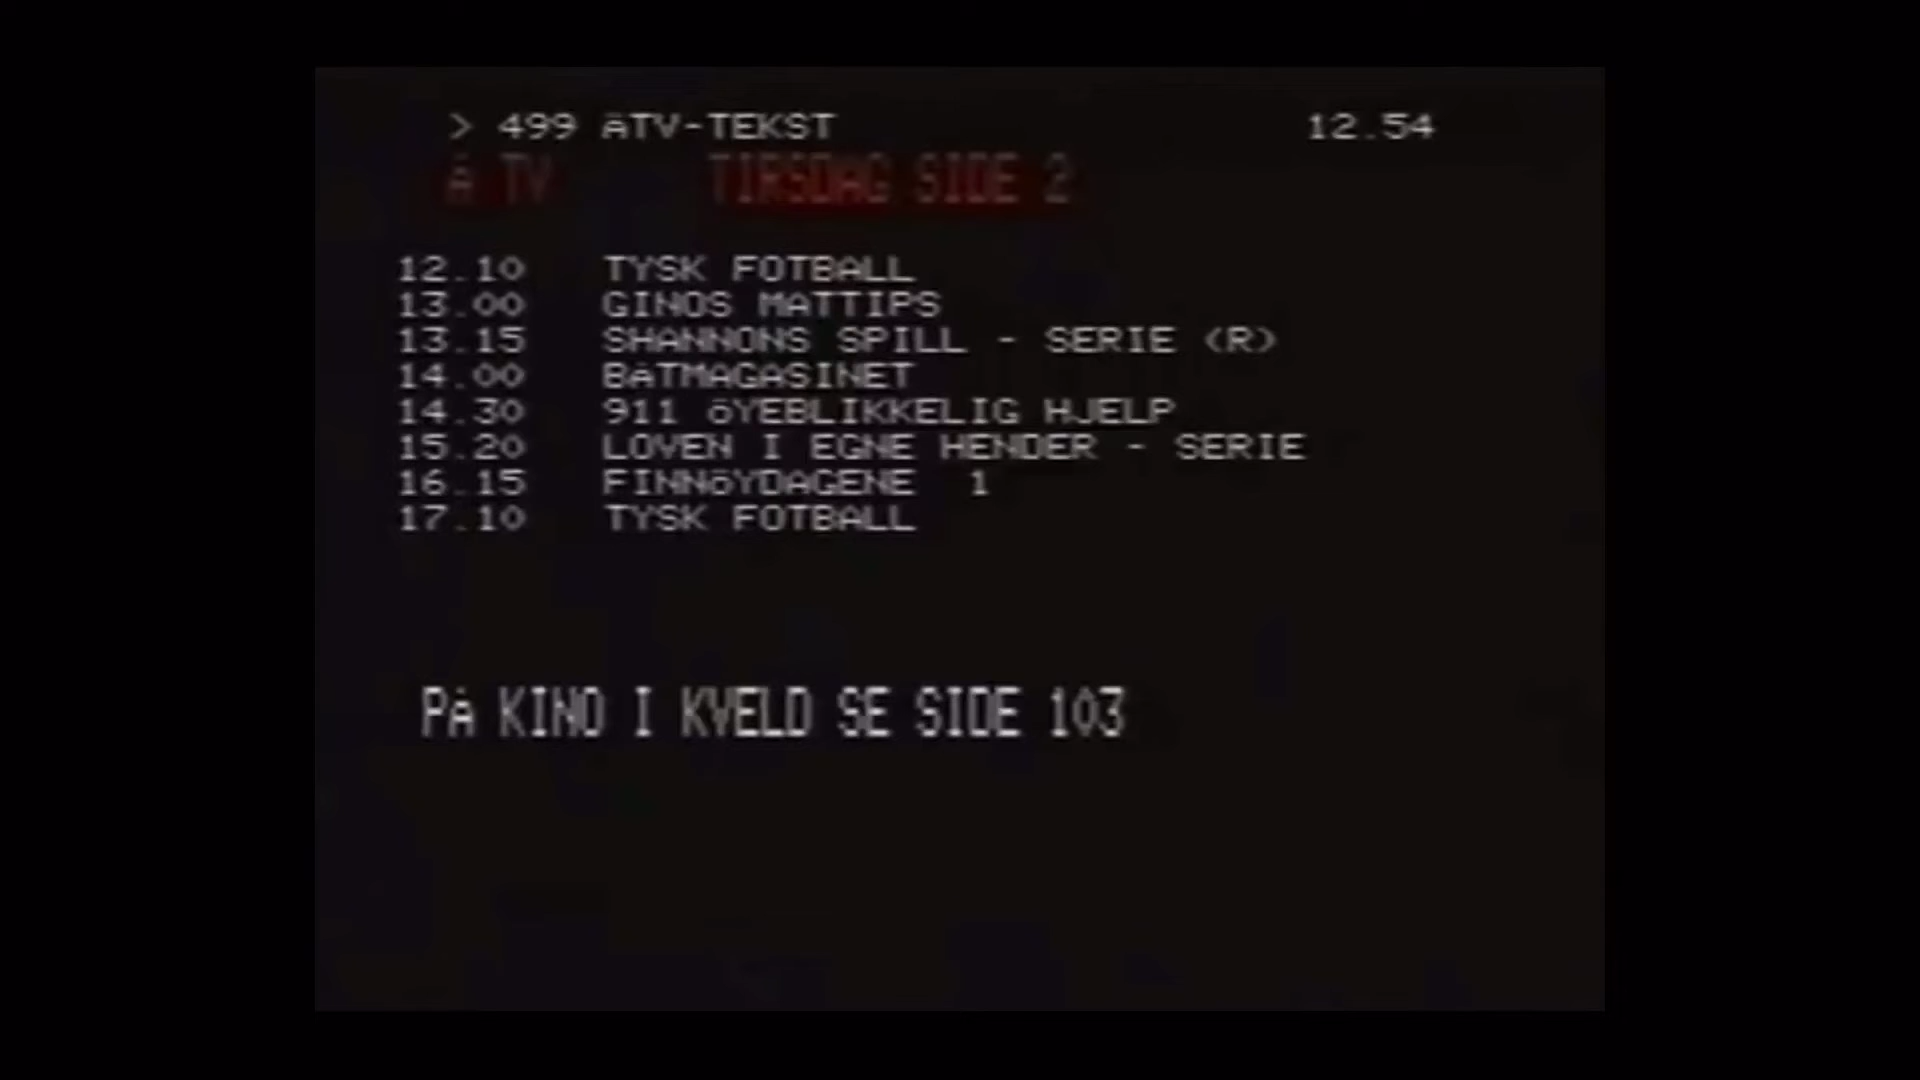 > 499 åTV-TEKST 12.54
å TV TIRSDAG SIDE 2
12.10 TYSK FOTBALL
13.00 GINOS MATTIPS
13.15 SHANNONS SPILL - SERIE (R)
14.00 BåTMAGASINET
14.30 911 öYEBLIKKELIG HJELP
15.20 LOVEN I EGNE HENDER - SERIE
16.15 FINNöYDAGENE 1
17.10 TYSK FOTBALL
På KINO I KVELD SE SIDE 103